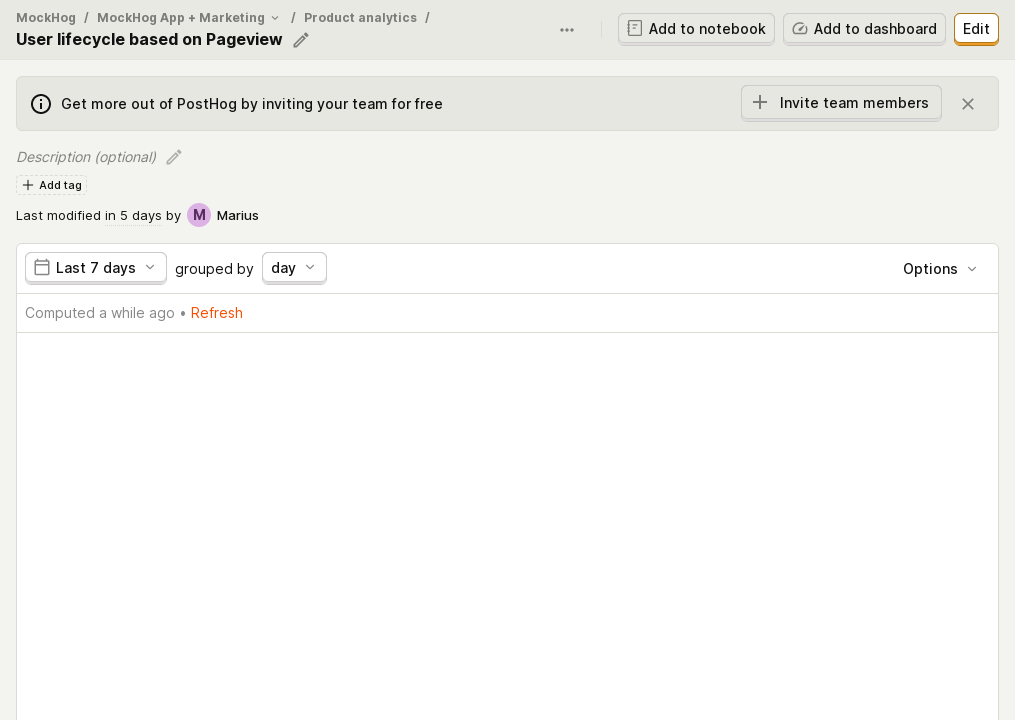 MockHog / MockHog App + Marketing / Product analytics /
User lifecycle based on Pageview
Add to notebook
Add to dashboard
Edit
Get more out of PostHog by inviting your team for free
Invite team members
Description (optional)
Add tag
Last modified in 5 days by M Marius
Last 7 days grouped by day
Options
Computed a while ago • Refresh